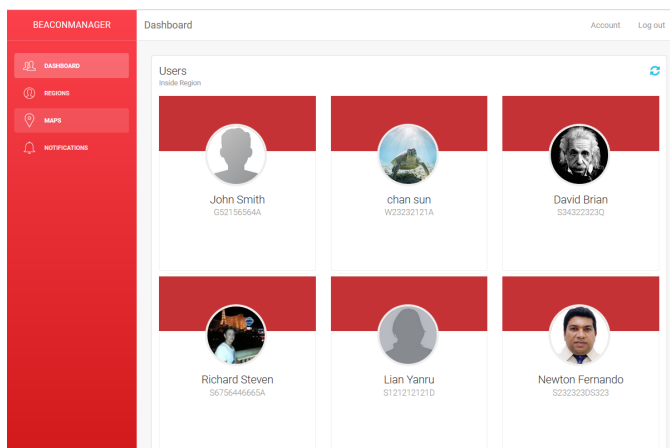 BEACONMANAGER
Dashboard
Account
Log out
DASHBOARD
REGIONS
MAPS
NOTIFICATIONS
Users
Inside Region
John Smith
G52156564A
chan sun
W23232121A
David Brian
S34322323Q
Richard Steven
S6756446665A
Lian Yanru
S121212121D
Newton Fernando
S232323DS323